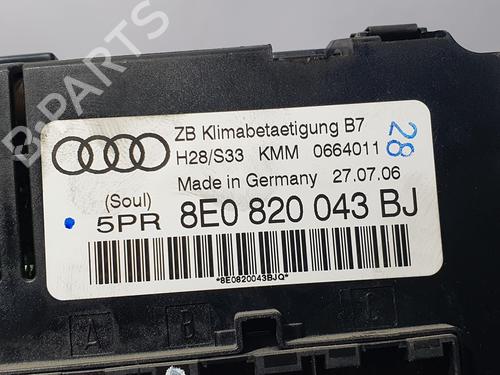 B-PARTS
ZB Klimabetaetigung B7
H28/S33 KMM 0664011
28
Made in Germany 27.07.06
(Soul)
5PR 8E0 820 043 BJ
*8E0820043BJQ*
A B C